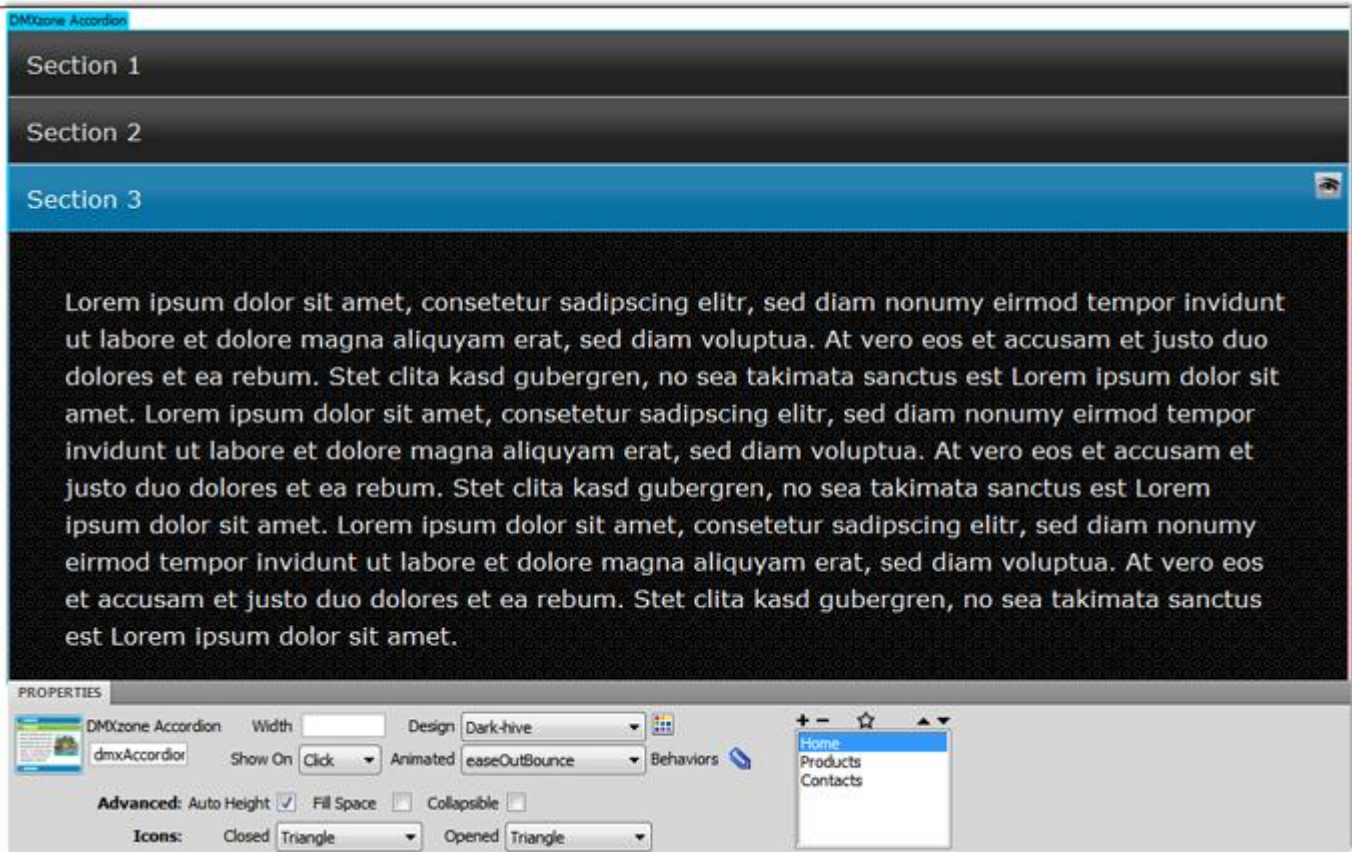 DMXzone Accordion
Section 1
Section 2
Section 3
Lorem ipsum dolor sit amet, consetetur sadipscing elitr, sed diam nonumy eirmod tempor invidunt
ut labore et dolore magna aliquyam erat, sed diam voluptua. At vero eos et accusam et justo duo
dolores et ea rebum. Stet clita kasd gubergren, no sea takimata sanctus est Lorem ipsum dolor sit
amet. Lorem ipsum dolor sit amet, consetetur sadipscing elitr, sed diam nonumy eirmod tempor
invidunt ut labore et dolore magna aliquyam erat, sed diam voluptua. At vero eos et accusam et
justo duo dolores et ea rebum. Stet clita kasd gubergren, no sea takimata sanctus est Lorem
ipsum dolor sit amet. Lorem ipsum dolor sit amet, consetetur sadipscing elitr, sed diam nonumy
eirmod tempor invidunt ut labore et dolore magna aliquyam erat, sed diam voluptua. At vero eos
et accusam et justo duo dolores et ea rebum. Stet clita kasd gubergren, no sea takimata sanctus
est Lorem ipsum dolor sit amet.
PROPERTIES
DMXzone Accordion Width Design Dark-hive
dmxAccordior Show On Click Animated easeOutBounce Behaviors
Advanced: Auto Height Fill Space Collapsible
Icons: Closed Triangle Opened Triangle
Home
Products
Contacts